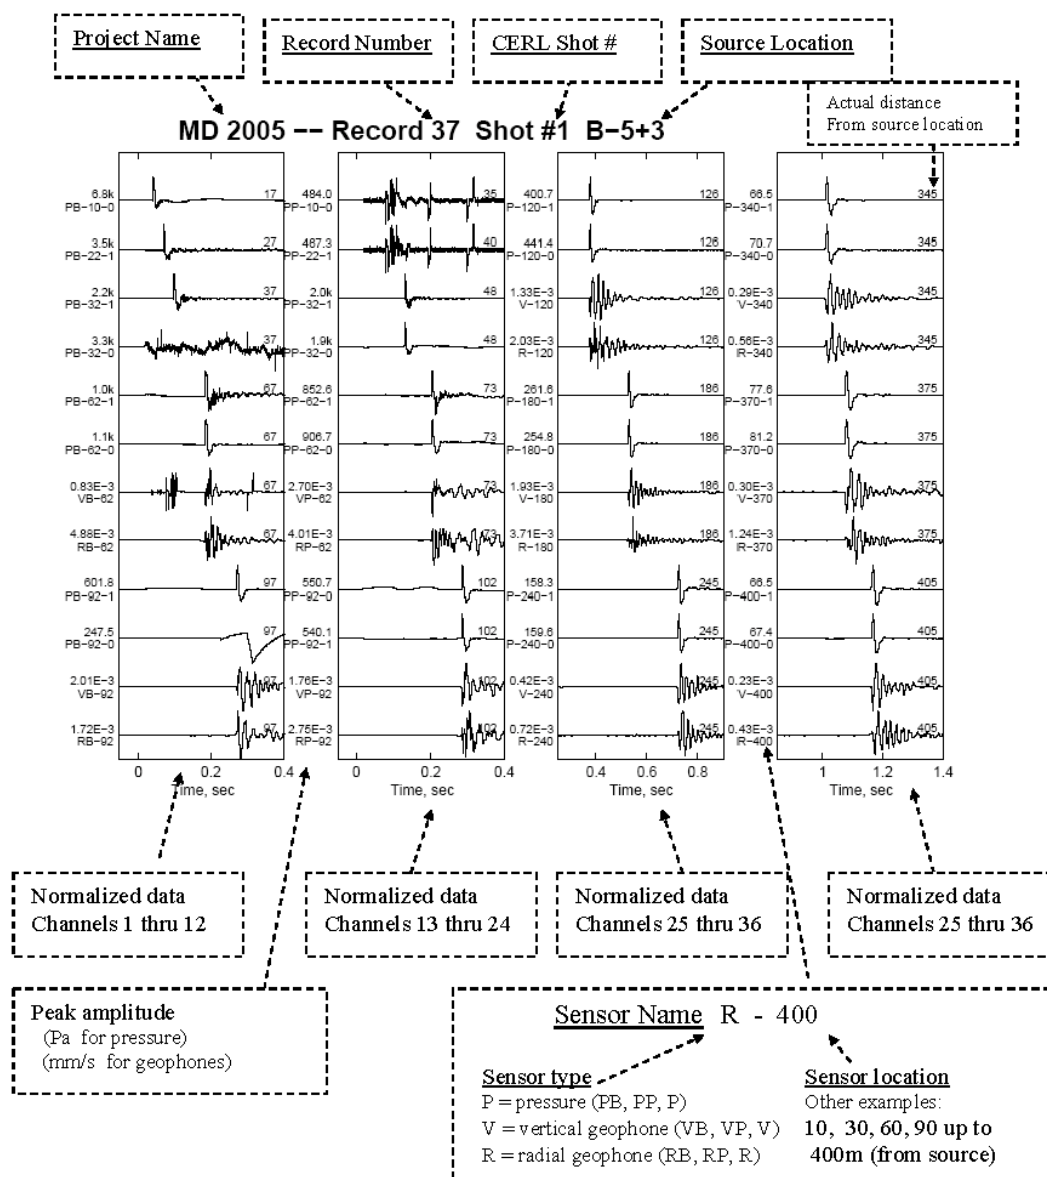 Project Name
Record Number
CERL Shot #
Source Location
Actual distance
From source location
MD 2005 −− Record 37 Shot #1 B−5+3
6.8k
PB−10−0
17
3.5k
PB−22−1
27
2.2k
PB−32−1
37
3.3k
PB−32−0
37
1.0k
PB−62−1
67
1.1k
PB−62−0
67
0.83E−3
VB−62
67
4.88E−3
RB−62
67
601.8
PB−92−1
97
247.5
PB−92−0
97
2.01E−3
VB−92
97
1.72E−3
RB−92
97
0 0.2 0.4
Time, sec
484.0
PP−10−0
35
487.3
PP−22−1
40
2.0k
PP−32−1
48
1.9k
PP−32−0
48
852.6
PP−62−1
73
906.7
PP−62−0
73
2.70E−3
VP−62
73
4.01E−3
RP−62
73
550.7
PP−92−0
102
540.1
PP−92−1
102
1.76E−3
VP−92
102
2.75E−3
RP−92
102
0 0.2 0.4
Time, sec
400.7
P−120−1
126
441.4
P−120−0
126
1.33E−3
V−120
126
2.03E−3
R−120
126
261.6
P−180−1
186
254.8
P−180−0
186
1.93E−3
V−180
186
3.71E−3
R−180
186
158.3
P−240−1
245
159.6
P−240−0
245
0.42E−3
V−240
245
0.72E−3
R−240
245
0.4 0.6 0.8
Time, sec
66.5
P−340−1
345
70.7
P−340−0
345
0.29E−3
V−340
345
0.56E−3
R−340
345
77.6
P−370−1
375
81.2
P−370−0
375
0.30E−3
V−370
375
1.24E−3
R−370
375
66.5
P−400−1
405
67.4
P−400−0
405
0.23E−3
V−400
405
0.43E−3
R−400
405
1 1.2 1.4
Time, sec
Normalized data
Channels 1 thru 12
Normalized data
Channels 13 thru 24
Normalized data
Channels 25 thru 36
Normalized data
Channels 25 thru 36
Peak amplitude
(Pa for pressure)
(mm/s for geophones)
Sensor Name R - 400
Sensor type
P = pressure (PB, PP, P)
V = vertical geophone (VB, VP, V)
R = radial geophone (RB, RP, R)
Sensor location
Other examples:
10, 30, 60, 90 up to
400m (from source)